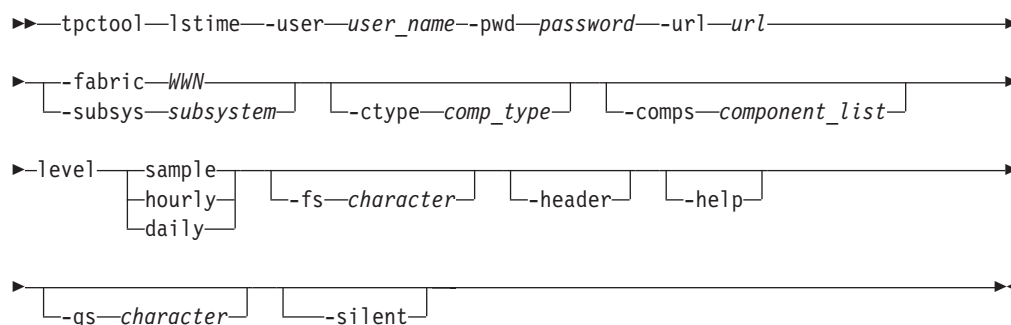 tpctool lstime -user user_name -pwd password -url url
-fabric WWN
-subsys subsystem -ctype comp_type -comps component_list
level sample
hourly -fs character -header -help
daily
-qs character -silent